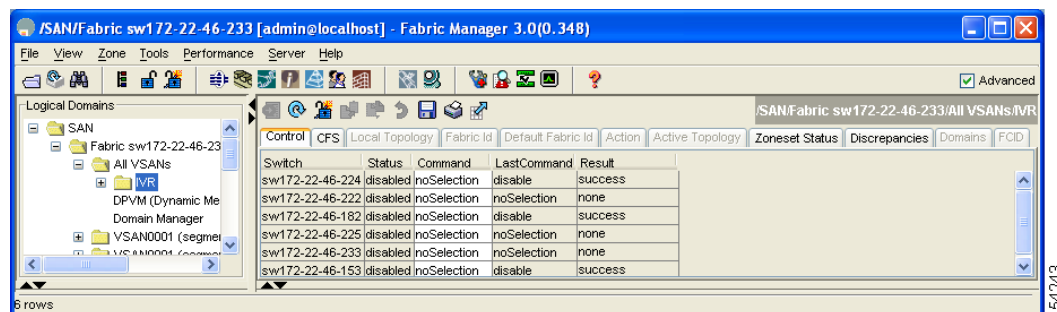 /SAN/Fabric sw172-22-46-233 [admin@localhost] - Fabric Manager 3.0(0.348)
File View Zone Tools Performance Server Help
Advanced
Logical Domains
/SAN/Fabric sw172-22-46-233/All VSANs/IVR
SAN
Fabric sw172-22-46-23
All VSANs
IVR
DPVM (Dynamic Me
Domain Manager
VSAN0001 (segmen
Control CFS Local Topology Fabric Id Default Fabric Id Action Active Topology Zoneset Status Discrepancies Domains FCID
Switch Status Command LastCommand Result
sw172-22-46-224 disabled noSelection disable success
sw172-22-46-222 disabled noSelection noSelection none
sw172-22-46-182 disabled noSelection disable success
sw172-22-46-225 disabled noSelection noSelection none
sw172-22-46-233 disabled noSelection noSelection none
sw172-22-46-153 disabled noSelection disable success
6 rows